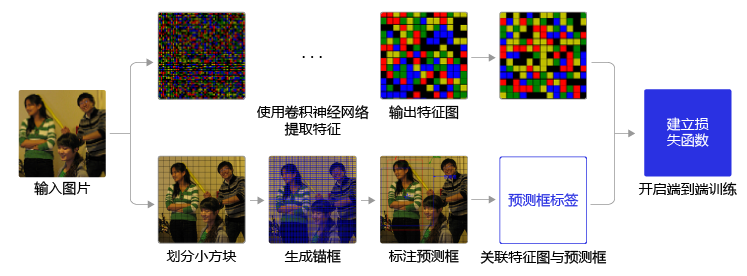 输入图片
· · ·
使用卷积神经网络
提取特征
输出特征图
划分小方块
生成锚框
标注预测框
预测框标签
关联特征图与预测框
建立损
失函数
开启端到端训练